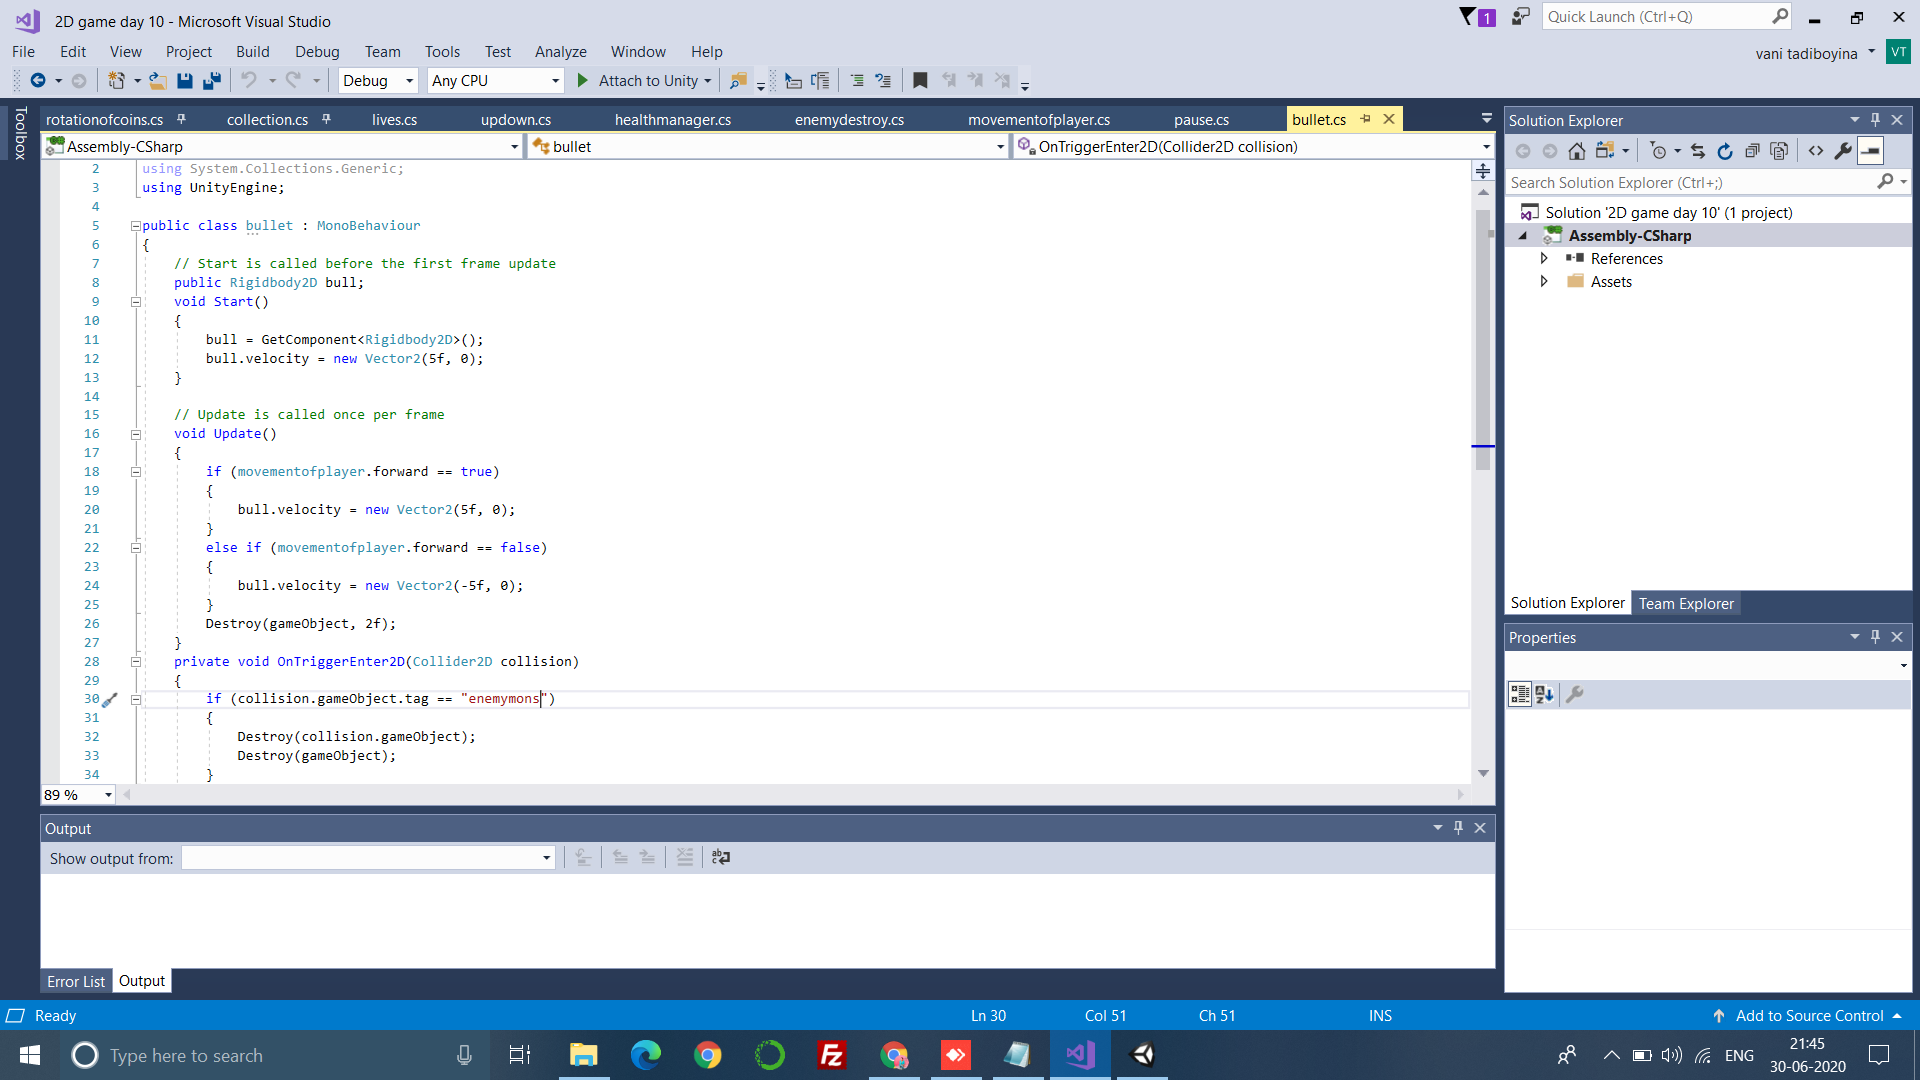 2D game day 10 - Microsoft Visual Studio
1
Quick Launch (Ctrl+Q)
File Edit View Project Build Debug Team Tools Test Analyze Window Help
vani tadiboyina
VT
Debug
Any CPU
Attach to Unity
Toolbox
rotationofcoins.cs collection.cs lives.cs updown.cs healthmanager.cs enemydestroy.cs movementofplayer.cs pause.cs bullet.cs
Assembly-CSharp
bullet
OnTriggerEnter2D(Collider2D collision)
2 using System.Collections.Generic;
3 using UnityEngine;
4
5 public class bullet : MonoBehaviour
6 {
7 // Start is called before the first frame update
8 public Rigidbody2D bull;
9 void Start()
10 {
11 bull = GetComponent<Rigidbody2D>();
12 bull.velocity = new Vector2(5f, 0);
13 }
14
15 // Update is called once per frame
16 void Update()
17 {
18 if (movementofplayer.forward == true)
19 {
20 bull.velocity = new Vector2(5f, 0);
21 }
22 else if (movementofplayer.forward == false)
23 {
24 bull.velocity = new Vector2(-5f, 0);
25 }
26 Destroy(gameObject, 2f);
27 }
28 private void OnTriggerEnter2D(Collider2D collision)
29 {
30 if (collision.gameObject.tag == "enemymons")
31 {
32 Destroy(collision.gameObject);
33 Destroy(gameObject);
34 }
89 %
Output
Show output from:
Error List Output
Solution Explorer
Search Solution Explorer (Ctrl+;)
Solution '2D game day 10' (1 project)
Assembly-CSharp
References
Assets
Solution Explorer Team Explorer
Properties
Ready
Ln 30
Col 51
Ch 51
INS
Add to Source Control
Type here to search
ENG
21:45
30-06-2020